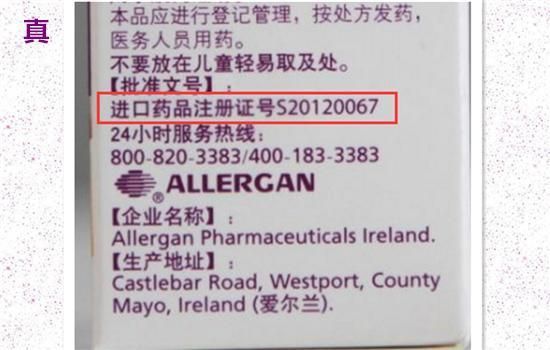 真
本品应进行登记管理，按处方发药，
医务人员用药。
不要放在儿童轻易取及处。
【批准文号】:
进口药品注册证号S20120067
24小时服务热线：
800-820-3383/400-183-3383
® ALLERGAN
【企业名称】:
Allergan Pharmaceuticals Ireland.
【生产地址】:
Castlebar Road, Westport, County
Mayo, Ireland (爱尔兰).